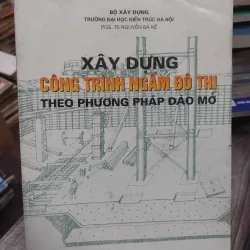 BỘ XÂY DỰNG
TRƯỜNG ĐẠI HỌC KIẾN TRÚC HÀ NỘI
PGS. TS NGUYỄN BÁ KẾ
XÂY DỰNG
CÔNG TRÌNH NGẦM ĐÔ THỊ
THEO PHƯƠNG PHÁP ĐÀO MỞ